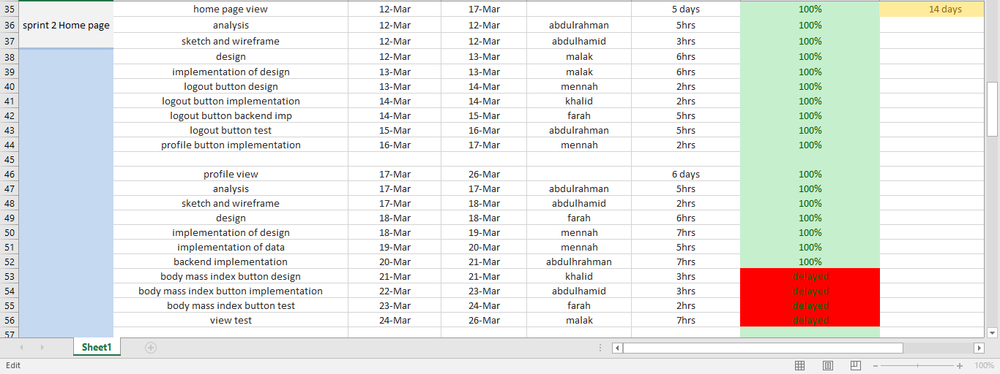 35 home page view 12-Mar 17-Mar 5 days 100% 14 days
36 sprint 2 Home page analysis 12-Mar 12-Mar abdulrahman 5hrs 100%
37 sketch and wireframe 12-Mar 12-Mar abdulhamid 3hrs 100%
38 design 12-Mar 13-Mar malak 6hrs 100%
39 implementation of design 13-Mar 13-Mar malak 6hrs 100%
40 logout button design 13-Mar 14-Mar mennah 2hrs 100%
41 logout button implementation 14-Mar 14-Mar khalid 2hrs 100%
42 logout button backend imp 14-Mar 15-Mar farah 5hrs 100%
43 logout button test 15-Mar 16-Mar abdulrahman 5hrs 100%
44 profile button implementation 16-Mar 17-Mar mennah 2hrs 100%
45
46 profile view 17-Mar 26-Mar 6 days 100%
47 analysis 17-Mar 17-Mar abdulrahman 5hrs 100%
48 sketch and wireframe 17-Mar 18-Mar abdulhamid 2hrs 100%
49 design 18-Mar 18-Mar farah 6hrs 100%
50 implementation of design 18-Mar 19-Mar mennah 7hrs 100%
51 implementation of data 19-Mar 20-Mar mennah 5hrs 100%
52 backend implementation 20-Mar 21-Mar abdulhrahman 7hrs 100%
53 body mass index button design 21-Mar 21-Mar khalid 3hrs delayed
54 body mass index button implementation 22-Mar 23-Mar abdulhamid 3hrs delayed
55 body mass index button test 23-Mar 24-Mar farah 2hrs delayed
56 view test 24-Mar 26-Mar malak 7hrs delayed
57
Sheet1
Edit 100%